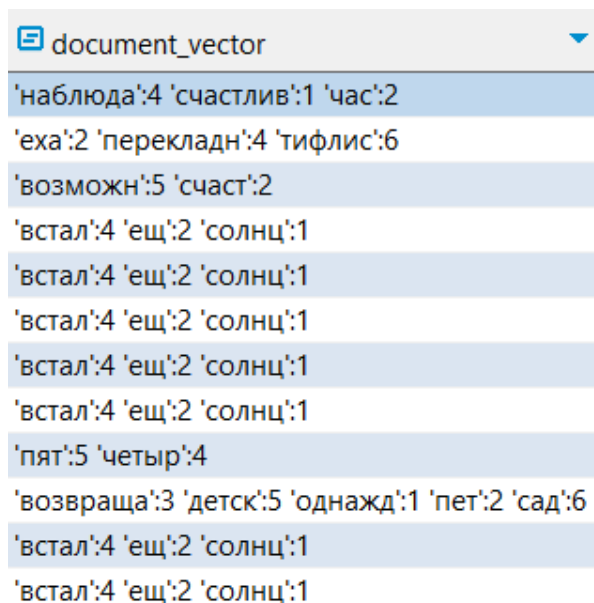 document_vector
'наблюда':4 'счастлив':1 'час':2
'еха':2 'перекладн':4 'тифлис':6
'возможн':5 'счаст':2
'встал':4 'ещ':2 'солнц':1
'встал':4 'ещ':2 'солнц':1
'встал':4 'ещ':2 'солнц':1
'встал':4 'ещ':2 'солнц':1
'встал':4 'ещ':2 'солнц':1
'пят':5 'четыр':4
'возвраща':3 'детск':5 'однажд':1 'пет':2 'сад':6
'встал':4 'ещ':2 'солнц':1
'встал':4 'ещ':2 'солнц':1